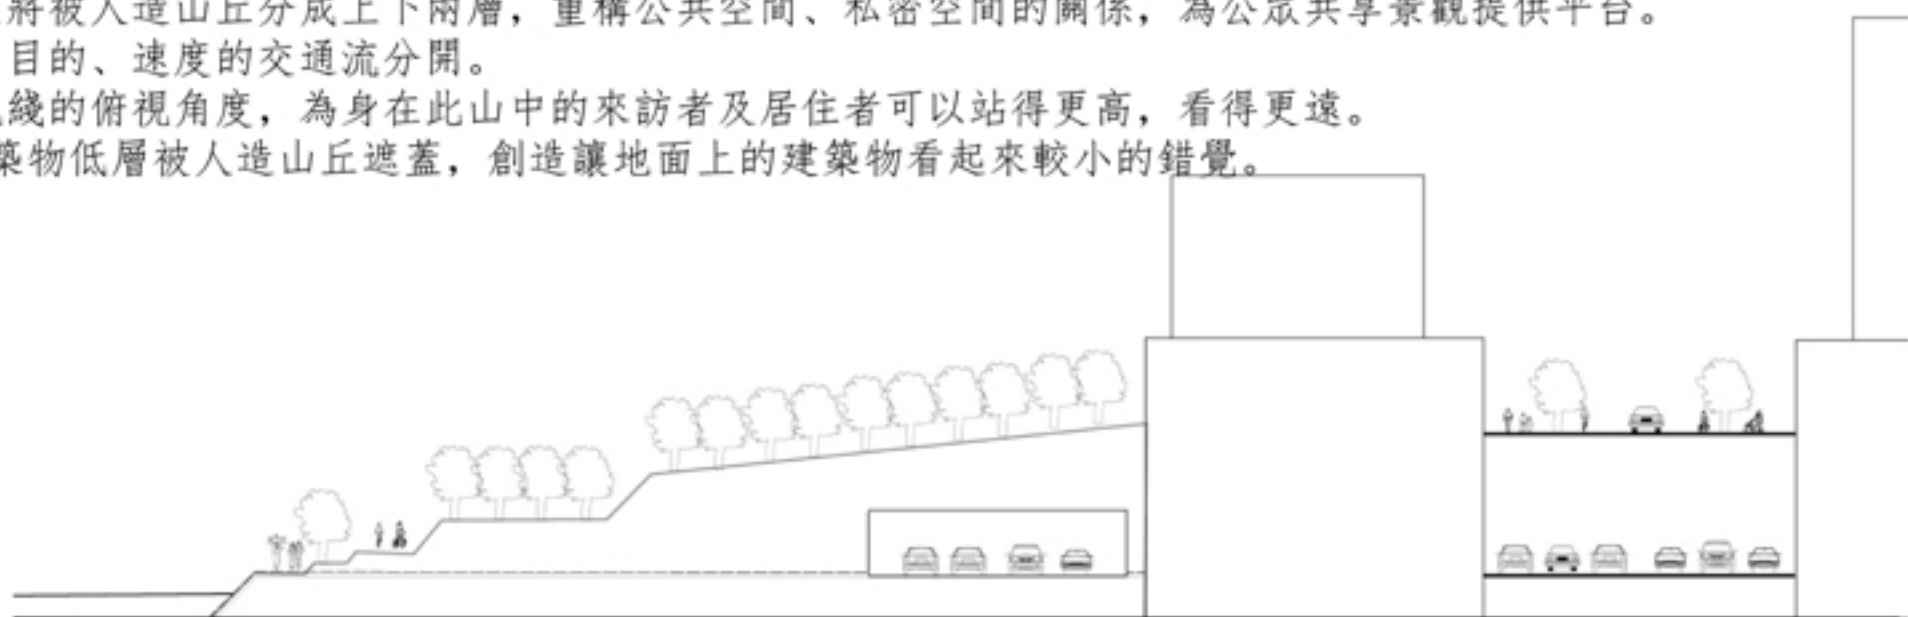 將被人造山丘分成上下兩層，重構公共空間、私密空間的關係，為公眾共享景觀提供平台。
目的、速度的交通流分開。
綫的俯視角度，為身在此山中的來訪者及居住者可以站得更高，看得更遠。
築物低層被人造山丘遮蓋，創造讓地面上的建築物看起來較小的錯覺。